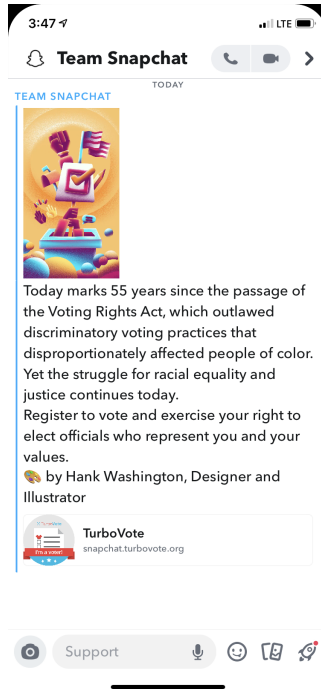 3:47
LTE
Team Snapchat
TODAY
TEAM SNAPCHAT
Today marks 55 years since the passage of
the Voting Rights Act, which outlawed
discriminatory voting practices that
disproportionately affected people of color.
Yet the struggle for racial equality and
justice continues today.
Register to vote and exercise your right to
elect officials who represent you and your
values.
🎨 by Hank Washington, Designer and
Illustrator
TurboVote
I'm a voter!
TurboVote
snapchat.turbovote.org
Support